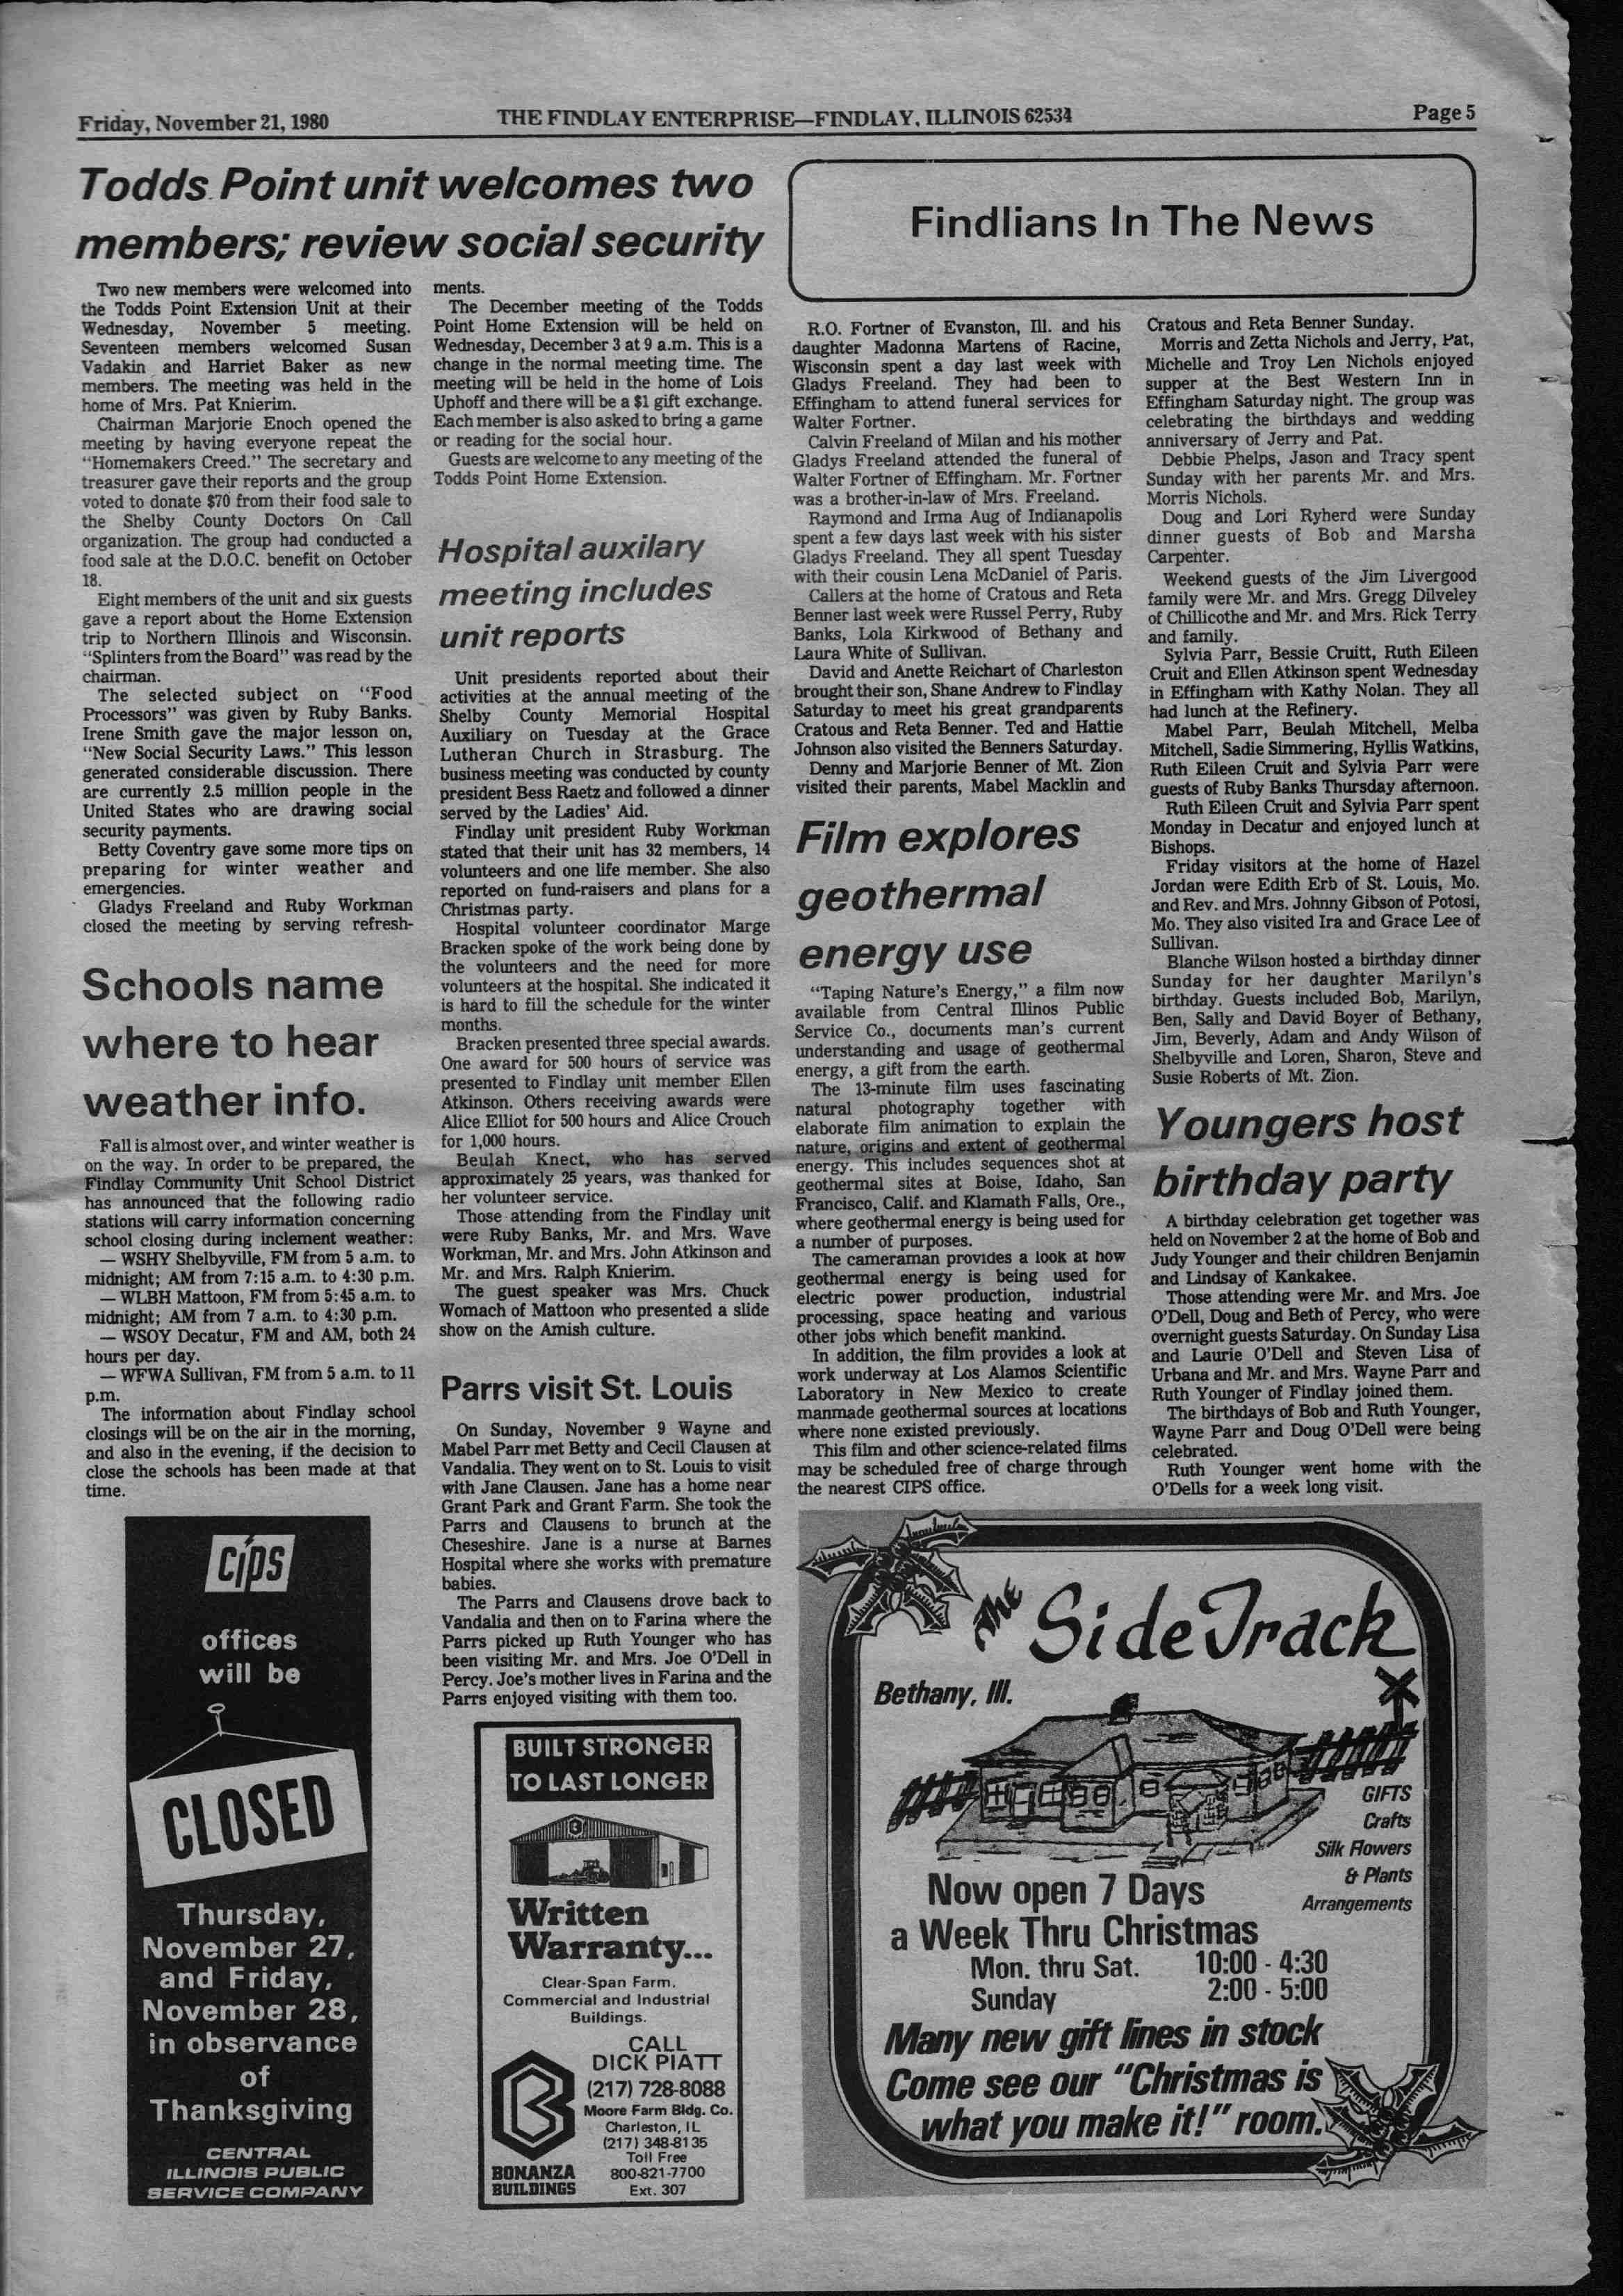 Friday, November 21, 1980
THE FINDLAY ENTERPRISE—FINDLAY, ILLINOIS 62534
Page 5
Todds Point unit welcomes two
members; review social security
Two new members were welcomed into
the Todds Point Extension Unit at their
Wednesday, November 5 meeting.
Seventeen members welcomed Susan
Vadakin and Harriet Baker as new
members. The meeting was held in the
home of Mrs. Pat Knierim.
Chairman Marjorie Enoch opened the
meeting by having everyone repeat the
"Homemakers Creed." The secretary and
treasurer gave their reports and the group
voted to donate $70 from their food sale to
the Shelby County Doctors On Call
organization. The group had conducted a
food sale at the D.O.C. benefit on October
18.
Eight members of the unit and six guests
gave a report about the Home Extension
trip to Northern Illinois and Wisconsin.
"Splinters from the Board" was read by the
chairman.
The selected subject on "Food
Processors" was given by Ruby Banks.
Irene Smith gave the major lesson on,
"New Social Security Laws." This lesson
generated considerable discussion. There
are currently 2.5 million people in the
United States who are drawing social
security payments.
Betty Coventry gave some more tips on
preparing for winter weather and
emergencies.
Gladys Freeland and Ruby Workman
closed the meeting by serving refresh-
ments.
The December meeting of the Todds
Point Home Extension will be held on
Wednesday, December 3 at 9 a.m. This is a
change in the normal meeting time. The
meeting will be held in the home of Lois
Uphoff and there will be a $1 gift exchange.
Each member is also asked to bring a game
or reading for the social hour.
Guests are welcome to any meeting of the
Todds Point Home Extension.
Schools name
where to hear
weather info.
Fall is almost over, and winter weather is
on the way. In order to be prepared, the
Findlay Community Unit School District
has announced that the following radio
stations will carry information concerning
school closing during inclement weather:
— WSHY Shelbyville, FM from 5 a.m. to
midnight; AM from 7:15 a.m. to 4:30 p.m.
— WLBH Mattoon, FM from 5:45 a.m. to
midnight; AM from 7 a.m. to 4:30 p.m.
— WSOY Decatur, FM and AM, both 24
hours per day.
— WFWA Sullivan, FM from 5 a.m. to 11
p.m.
The information about Findlay school
closings will be on the air in the morning,
and also in the evening, if the decision to
close the schools has been made at that
time.
CIPS
offices
will be
CLOSED
Thursday,
November 27,
and Friday,
November 28,
in observance
of
Thanksgiving
CENTRAL
ILLINOIS PUBLIC
SERVICE COMPANY
Hospital auxilary
meeting includes
unit reports
Unit presidents reported about their
activities at the annual meeting of the
Shelby County Memorial Hospital
Auxiliary on Tuesday at the Grace
Lutheran Church in Strasburg. The
business meeting was conducted by county
president Bess Raetz and followed a dinner
served by the Ladies' Aid.
Findlay unit president Ruby Workman
stated that their unit has 32 members, 14
volunteers and one life member. She also
reported on fund-raisers and plans for a
Christmas party.
Hospital volunteer coordinator Marge
Bracken spoke of the work being done by
the volunteers and the need for more
volunteers at the hospital. She indicated it
is hard to fill the schedule for the winter
months.
Bracken presented three special awards.
One award for 500 hours of service was
presented to Findlay unit member Ellen
Atkinson. Others receiving awards were
Alice Elliot for 500 hours and Alice Crouch
for 1,000 hours.
Beulah Knect, who has served
approximately 25 years, was thanked for
her volunteer service.
Those attending from the Findlay unit
were Ruby Banks, Mr. and Mrs. Wave
Workman, Mr. and Mrs. John Atkinson and
Mr. and Mrs. Ralph Knierim.
The guest speaker was Mrs. Chuck
Womach of Mattoon who presented a slide
show on the Amish culture.
Parrs visit St. Louis
On Sunday, November 9 Wayne and
Mabel Parr met Betty and Cecil Clausen at
Vandalia. They went on to St. Louis to visit
with Jane Clausen. Jane has a home near
Grant Park and Grant Farm. She took the
Parrs and Clausens to brunch at the
Cheseshire. Jane is a nurse at Barnes
Hospital where she works with premature
babies.
The Parrs and Clausens drove back to
Vandalia and then on to Farina where the
Parrs picked up Ruth Younger who has
been visiting Mr. and Mrs. Joe O'Dell in
Percy. Joe's mother lives in Farina and the
Parrs enjoyed visiting with them too.
BUILT STRONGER
TO LAST LONGER
Written
Warranty...
Clear-Span Farm,
Commercial and Industrial
Buildings.
CALL
DICK PIATT
(217) 728-8088
Moore Farm Bldg. Co.
Charleston, IL
(217) 348-8135
Toll Free
800-821-7700
Ext. 307
BONANZA
BUILDINGS
Findlians In The News
R.O. Fortner of Evanston, Ill. and his
daughter Madonna Martens of Racine,
Wisconsin spent a day last week with
Gladys Freeland. They had been to
Effingham to attend funeral services for
Walter Fortner.
Calvin Freeland of Milan and his mother
Gladys Freeland attended the funeral of
Walter Fortner of Effingham. Mr. Fortner
was a brother-in-law of Mrs. Freeland.
Raymond and Irma Aug of Indianapolis
spent a few days last week with his sister
Gladys Freeland. They all spent Tuesday
with their cousin Lena McDaniel of Paris.
Callers at the home of Cratous and Reta
Benner last week were Russel Perry, Ruby
Banks, Lola Kirkwood of Bethany and
Laura White of Sullivan.
David and Anette Reichart of Charleston
brought their son, Shane Andrew to Findlay
Saturday to meet his great grandparents
Cratous and Reta Benner. Ted and Hattie
Johnson also visited the Benners Saturday.
Denny and Marjorie Benner of Mt. Zion
visited their parents, Mabel Macklin and
Cratous and Reta Benner Sunday.
Morris and Zetta Nichols and Jerry, Pat,
Michelle and Troy Len Nichols enjoyed
supper at the Best Western Inn in
Effingham Saturday night. The group was
celebrating the birthdays and wedding
anniversary of Jerry and Pat.
Debbie Phelps, Jason and Tracy spent
Sunday with her parents Mr. and Mrs.
Morris Nichols.
Doug and Lori Ryherd were Sunday
dinner guests of Bob and Marsha
Carpenter.
Weekend guests of the Jim Livergood
family were Mr. and Mrs. Gregg Dilveley
of Chillicothe and Mr. and Mrs. Rick Terry
and family.
Sylvia Parr, Bessie Cruitt, Ruth Eileen
Cruit and Ellen Atkinson spent Wednesday
in Effingham with Kathy Nolan. They all
had lunch at the Refinery.
Mabel Parr, Beulah Mitchell, Melba
Mitchell, Sadie Simmering, Hyllis Watkins,
Ruth Eileen Cruit and Sylvia Parr were
guests of Ruby Banks Thursday afternoon.
Ruth Eileen Cruit and Sylvia Parr spent
Monday in Decatur and enjoyed lunch at
Bishops.
Friday visitors at the home of Hazel
Jordan were Edith Erb of St. Louis, Mo.
and Rev. and Mrs. Johnny Gibson of Potosi,
Mo. They also visited Ira and Grace Lee of
Sullivan.
Blanche Wilson hosted a birthday dinner
Sunday for her daughter Marilyn's
birthday. Guests included Bob, Marilyn,
Ben, Sally and David Boyer of Bethany,
Jim, Beverly, Adam and Andy Wilson of
Shelbyville and Loren, Sharon, Steve and
Susie Roberts of Mt. Zion.
Film explores
geothermal
energy use
"Taping Nature's Energy," a film now
available from Central Illinos Public
Service Co., documents man's current
understanding and usage of geothermal
energy, a gift from the earth.
The 13-minute film uses fascinating
natural photography together with
elaborate film animation to explain the
nature, origins and extent of geothermal
energy. This includes sequences shot at
geothermal sites at Boise, Idaho, San
Francisco, Calif. and Klamath Falls, Ore.,
where geothermal energy is being used for
a number of purposes.
The cameraman provides a look at how
geothermal energy is being used for
electric power production, industrial
processing, space heating and various
other jobs which benefit mankind.
In addition, the film provides a look at
work underway at Los Alamos Scientific
Laboratory in New Mexico to create
manmade geothermal sources at locations
where none existed previously.
This film and other science-related films
may be scheduled free of charge through
the nearest CIPS office.
Youngers host
birthday party
A birthday celebration get together was
held on November 2 at the home of Bob and
Judy Younger and their children Benjamin
and Lindsay of Kankakee.
Those attending were Mr. and Mrs. Joe
O'Dell, Doug and Beth of Percy, who were
overnight guests Saturday. On Sunday Lisa
and Laurie O'Dell and Steven Lisa of
Urbana and Mr. and Mrs. Wayne Parr and
Ruth Younger of Findlay joined them.
The birthdays of Bob and Ruth Younger,
Wayne Parr and Doug O'Dell were being
celebrated.
Ruth Younger went home with the
O'Dells for a week long visit.
The SideTrack
Bethany, Ill.
GIFTS
Crafts
Silk Flowers
& Plants
Arrangements
Now open 7 Days
a Week Thru Christmas
Mon. thru Sat. 10:00 - 4:30
Sunday 2:00 - 5:00
Many new gift lines in stock
Come see our "Christmas is
what you make it!" room.